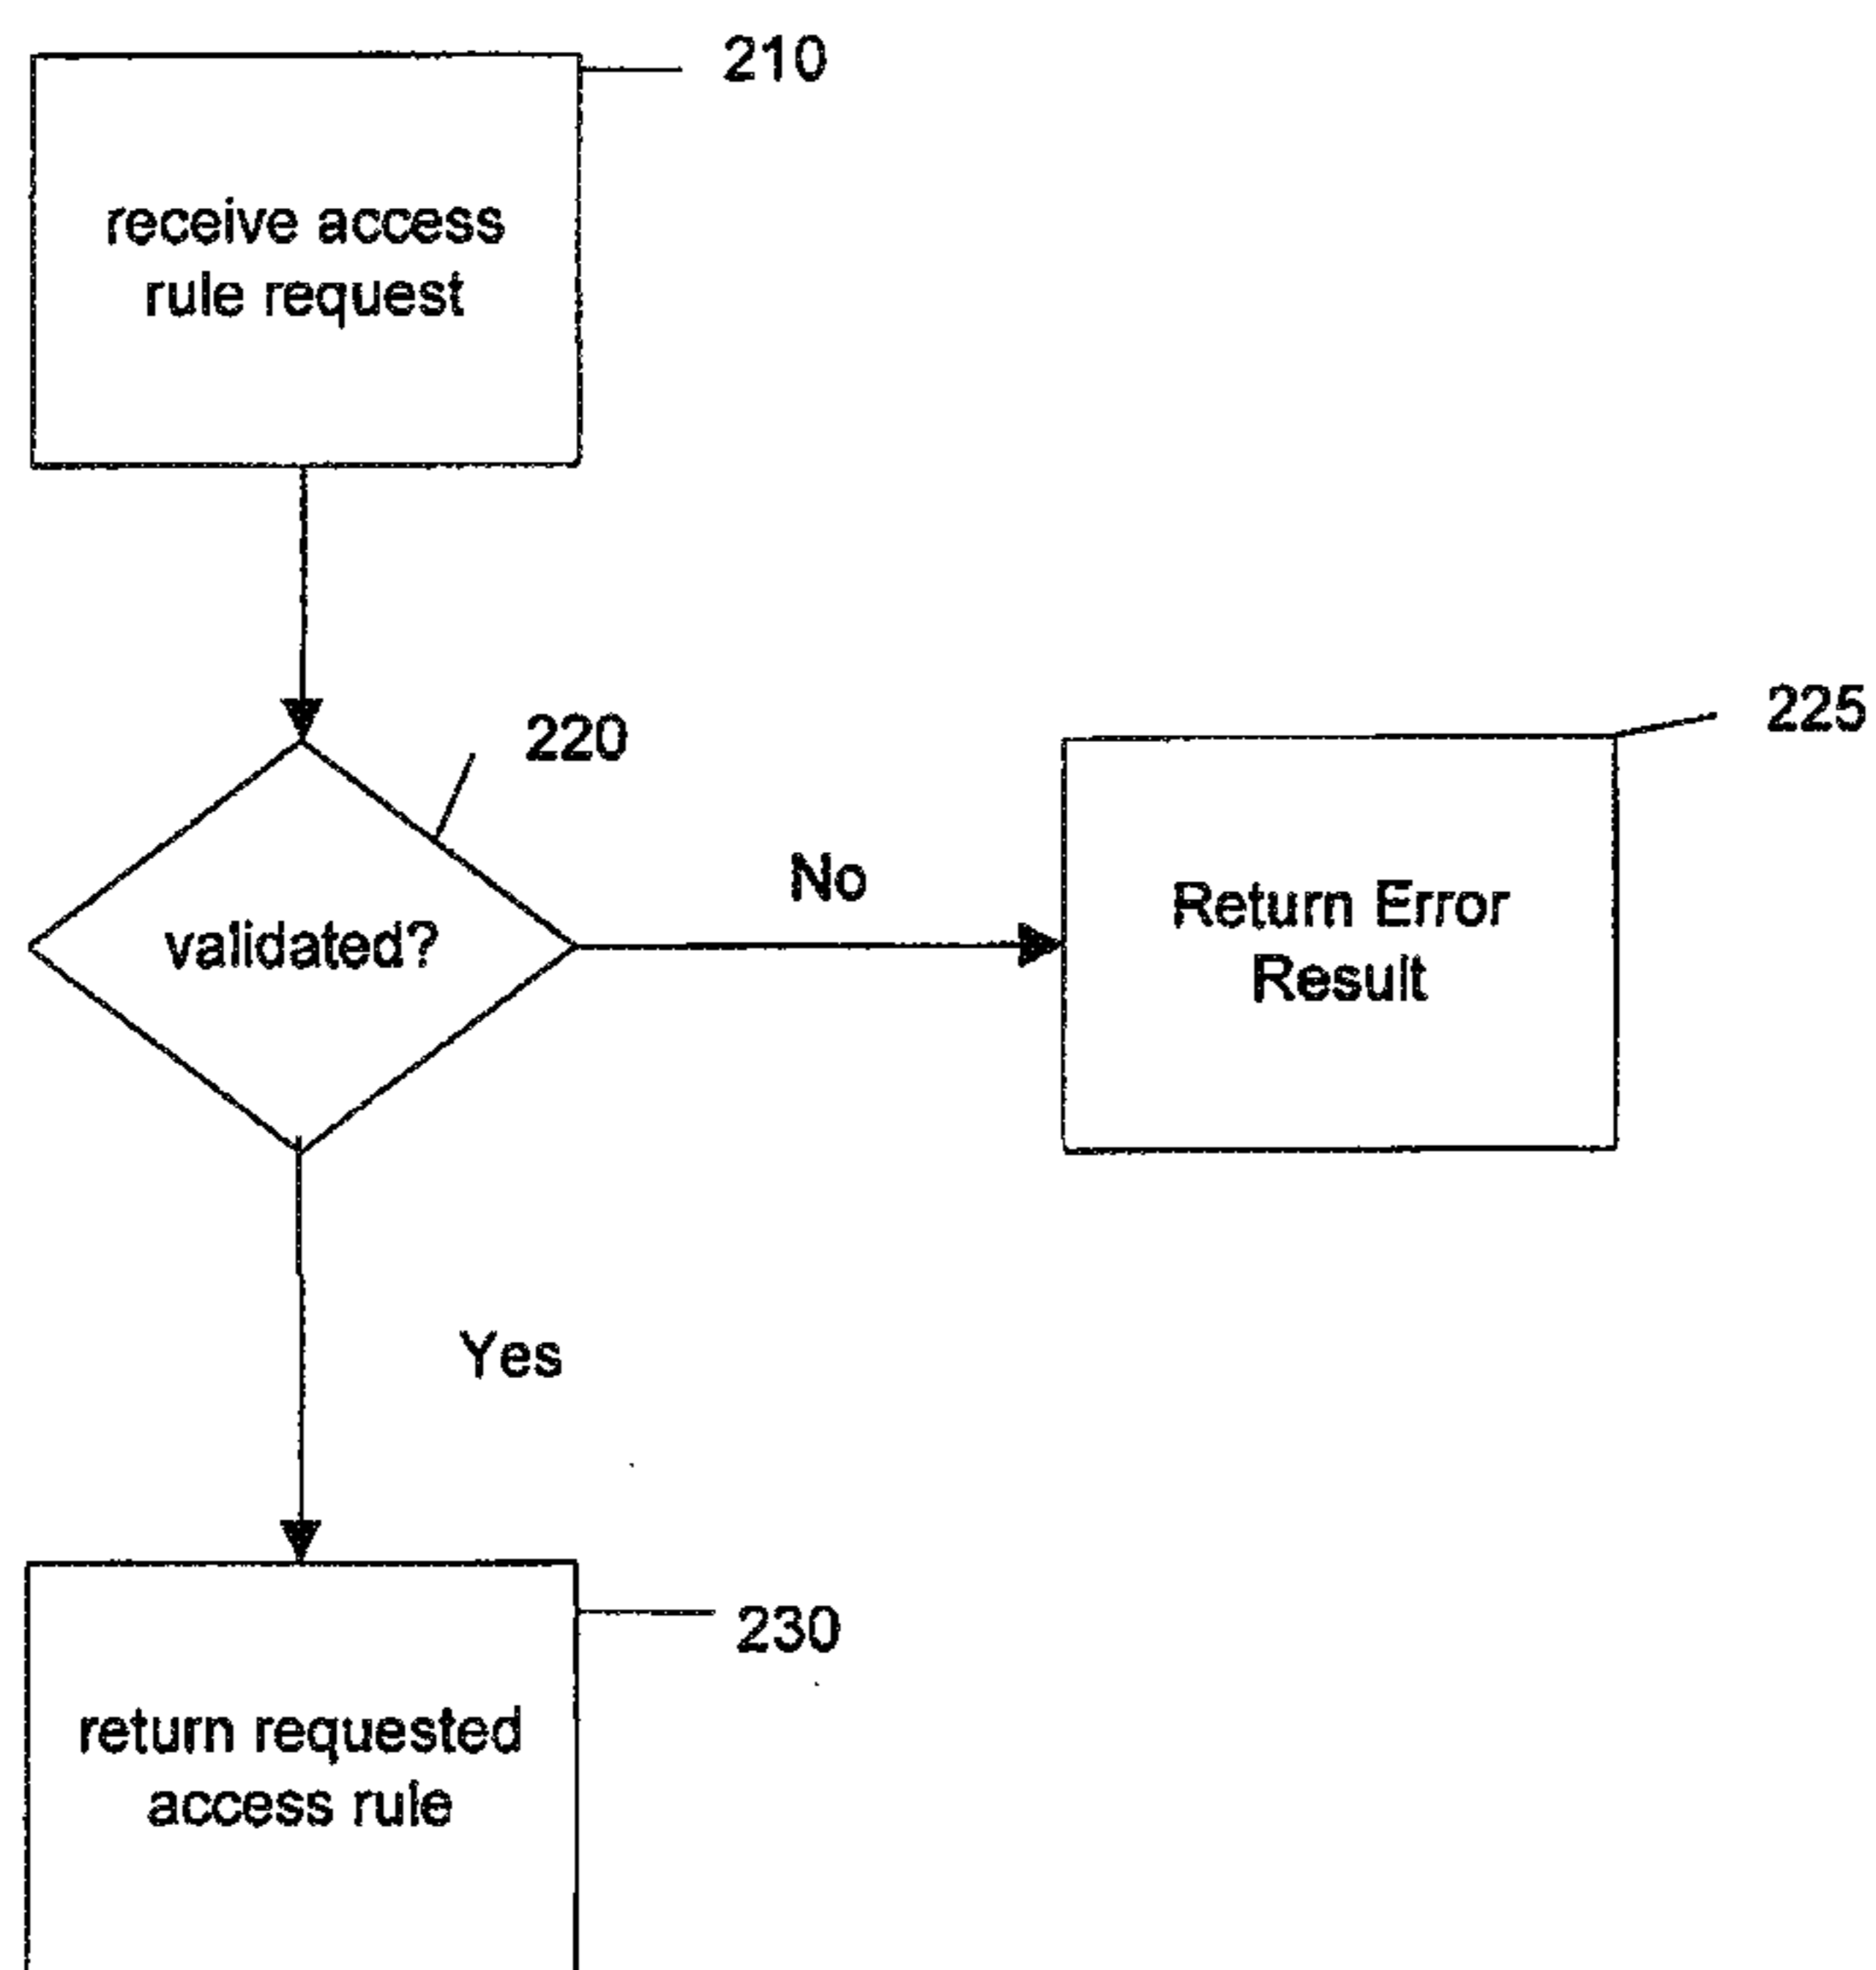 210
receive access
rule request
220
225
validated?
No
Return Error
Result
Yes
230
return requested
access rule